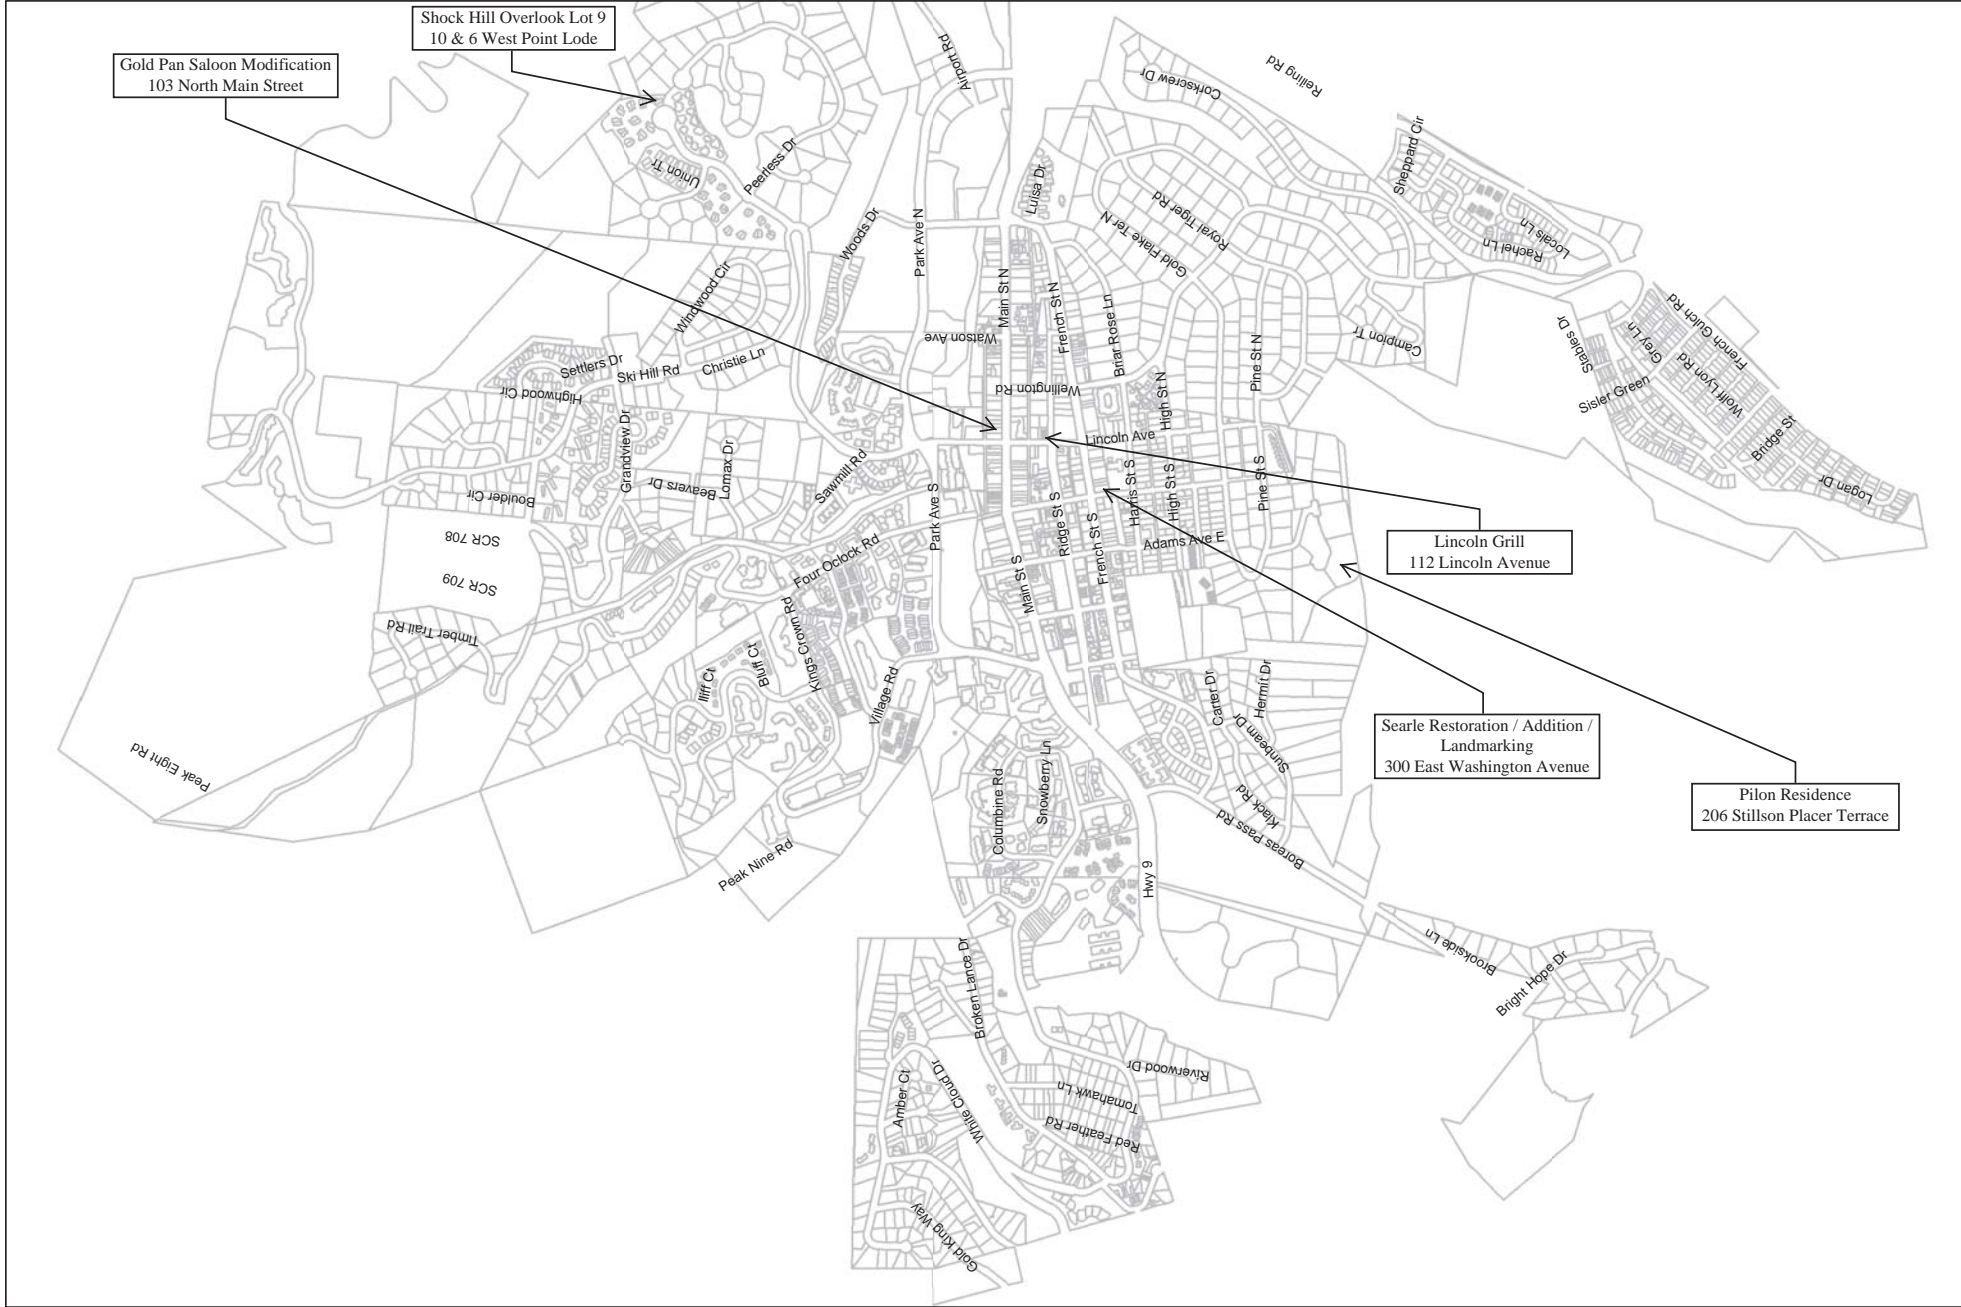 Shock Hill Overlook Lot 9
10 & 6 West Point Lode
Gold Pan Saloon Modification
103 North Main Street
Airport Rd
Reiling Rd
Corkscrew Dr
Sheppard Cir
Union Tr
Peerless Dr
Luisa Dr
Royal Tiger Rd
Gold Flake Ter N
Locals Ln
Rachel Ln
Woods Dr
Park Ave N
Windwood Cir
Main St N
French St N
Briar Rose Ln
Watson Ave
Campion Tr
Pine St N
Stables Dr
Grey Ln
French Gulch Rd
Wolff Lyon Rd
Sisler Green
Bridge St
Logan Dr
Settlers Dr
Ski Hill Rd
Christie Ln
Highwood Cir
Wellington Rd
High St N
Lincoln Ave
Grandview Dr
Lomax Dr
Beavers Dr
Boulder Cir
Sawmill Rd
Park Ave S
Ridge St S
Harris St S
High St S
Pine St S
French St S
Adams Ave E
Lincoln Grill
112 Lincoln Avenue
SCR 708
SCR 709
Four Oclock Rd
Main St S
Timber Trail Rd
Kings Crown Rd
Bluff Ct
Iliff Ct
Village Rd
Carter Dr
Hermit Dr
Sunbeam Dr
Searle Restoration / Addition /
Landmarking
300 East Washington Avenue
Pilon Residence
206 Stillson Placer Terrace
Peak Eight Rd
Columbine Rd
Snowberry Ln
Klack Rd
Boreas Pass Rd
Peak Nine Rd
Hwy 9
Brookside Ln
Bright Hope Dr
Broken Lance Dr
Riverwood Dr
Tomahawk Ln
Red Feather Rd
Amber Ct
White Cloud Dr
Gold King Way